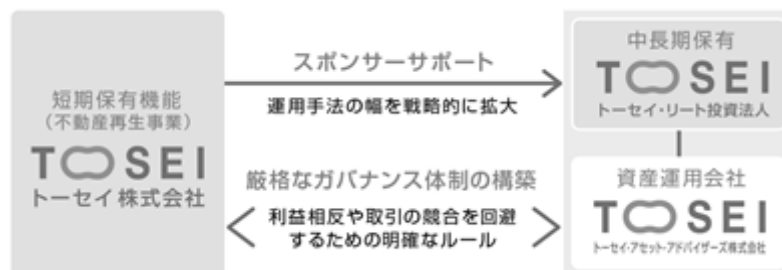 短期保有機能
(不動産再生事業)
TOSEI
トーセイ株式会社
スポンサーサポート
運用手法の幅を戦略的に拡大
厳格なガバナンス体制の構築
利益相反や取引の競合を回避
するための明確なルール
中長期保有
TOSEI
トーセイ・リート投資法人
資産運用会社
TOSEI
トーセイ・アセット・アドバイザーズ株式会社